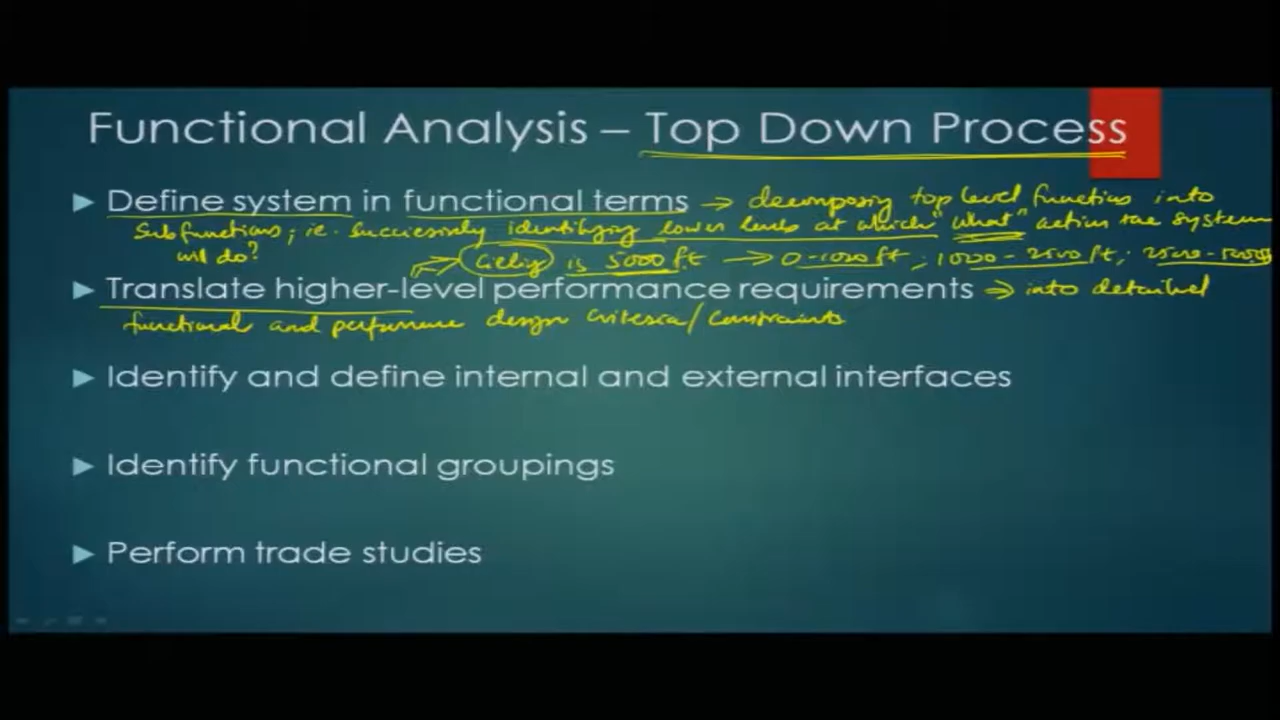 Functional Analysis – Top Down Process
▶ Define system in functional terms → decomposing top level functions into
subfunctions; i.e. successively identifying lower levels at which "what" action the system
will do?
→ Ceiling is 5000 ft → 0-1000 ft; 1000 - 2500 ft; 2500 - 5000ft
▶ Translate higher-level performance requirements ⇒ into detailed
functional and performance design criteria/constraints
▶ Identify and define internal and external interfaces
▶ Identify functional groupings
▶ Perform trade studies